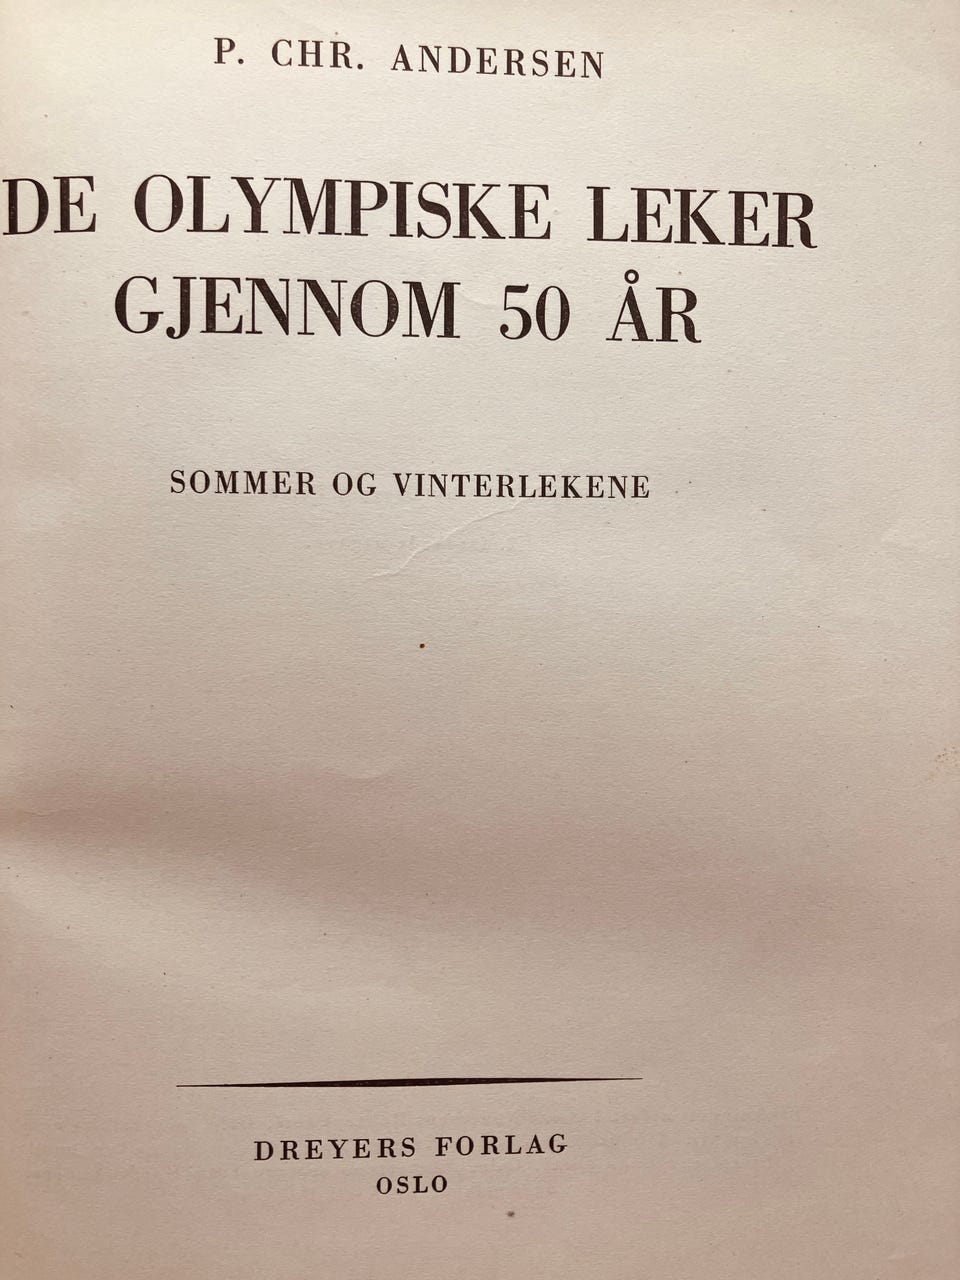 P. CHR. ANDERSEN
DE OLYMPISKE LEKER
GJENNOM 50 ÅR
SOMMER OG VINTERLEKENE
DREYERS FORLAG
OSLO